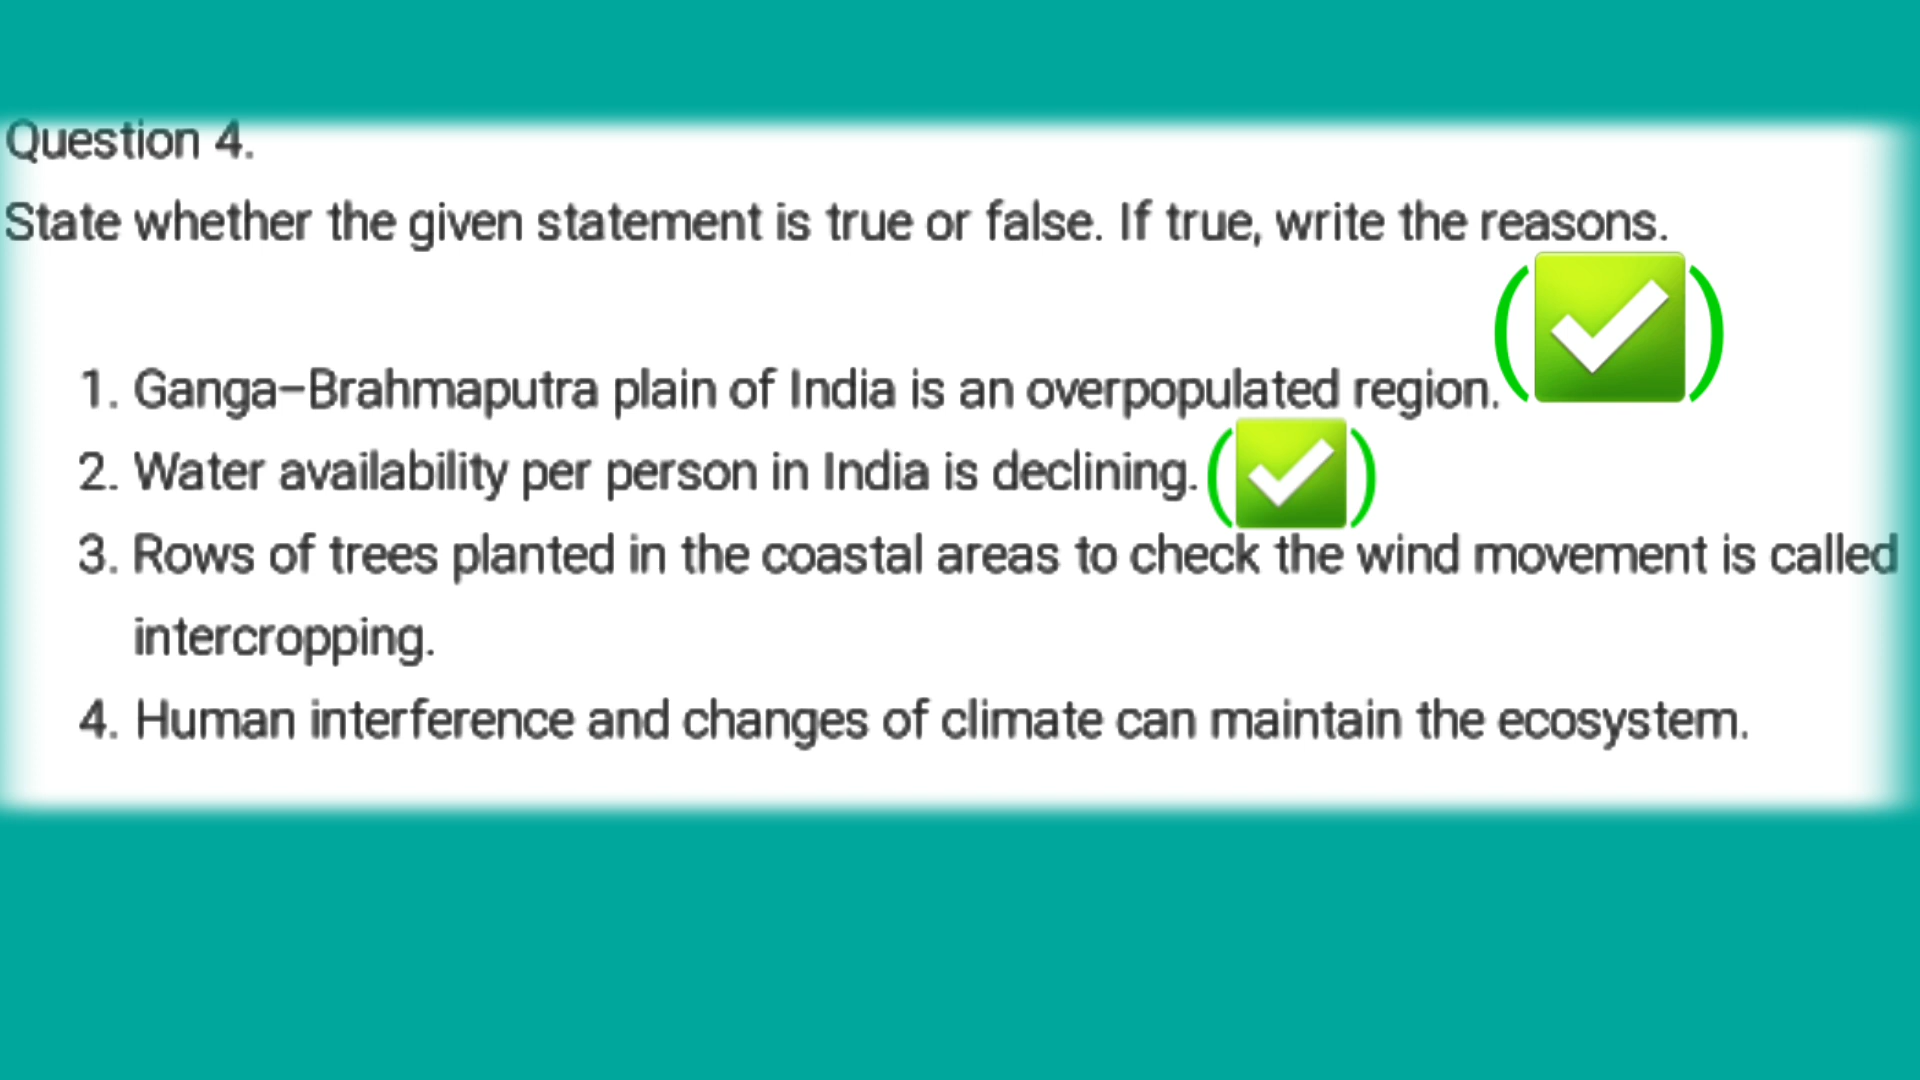 Question 4.
State whether the given statement is true or false. If true, write the reasons.
1. Ganga–Brahmaputra plain of India is an overpopulated region. (✅)
2. Water availability per person in India is declining. (✅)
3. Rows of trees planted in the coastal areas to check the wind movement is called
intercropping.
4. Human interference and changes of climate can maintain the ecosystem.